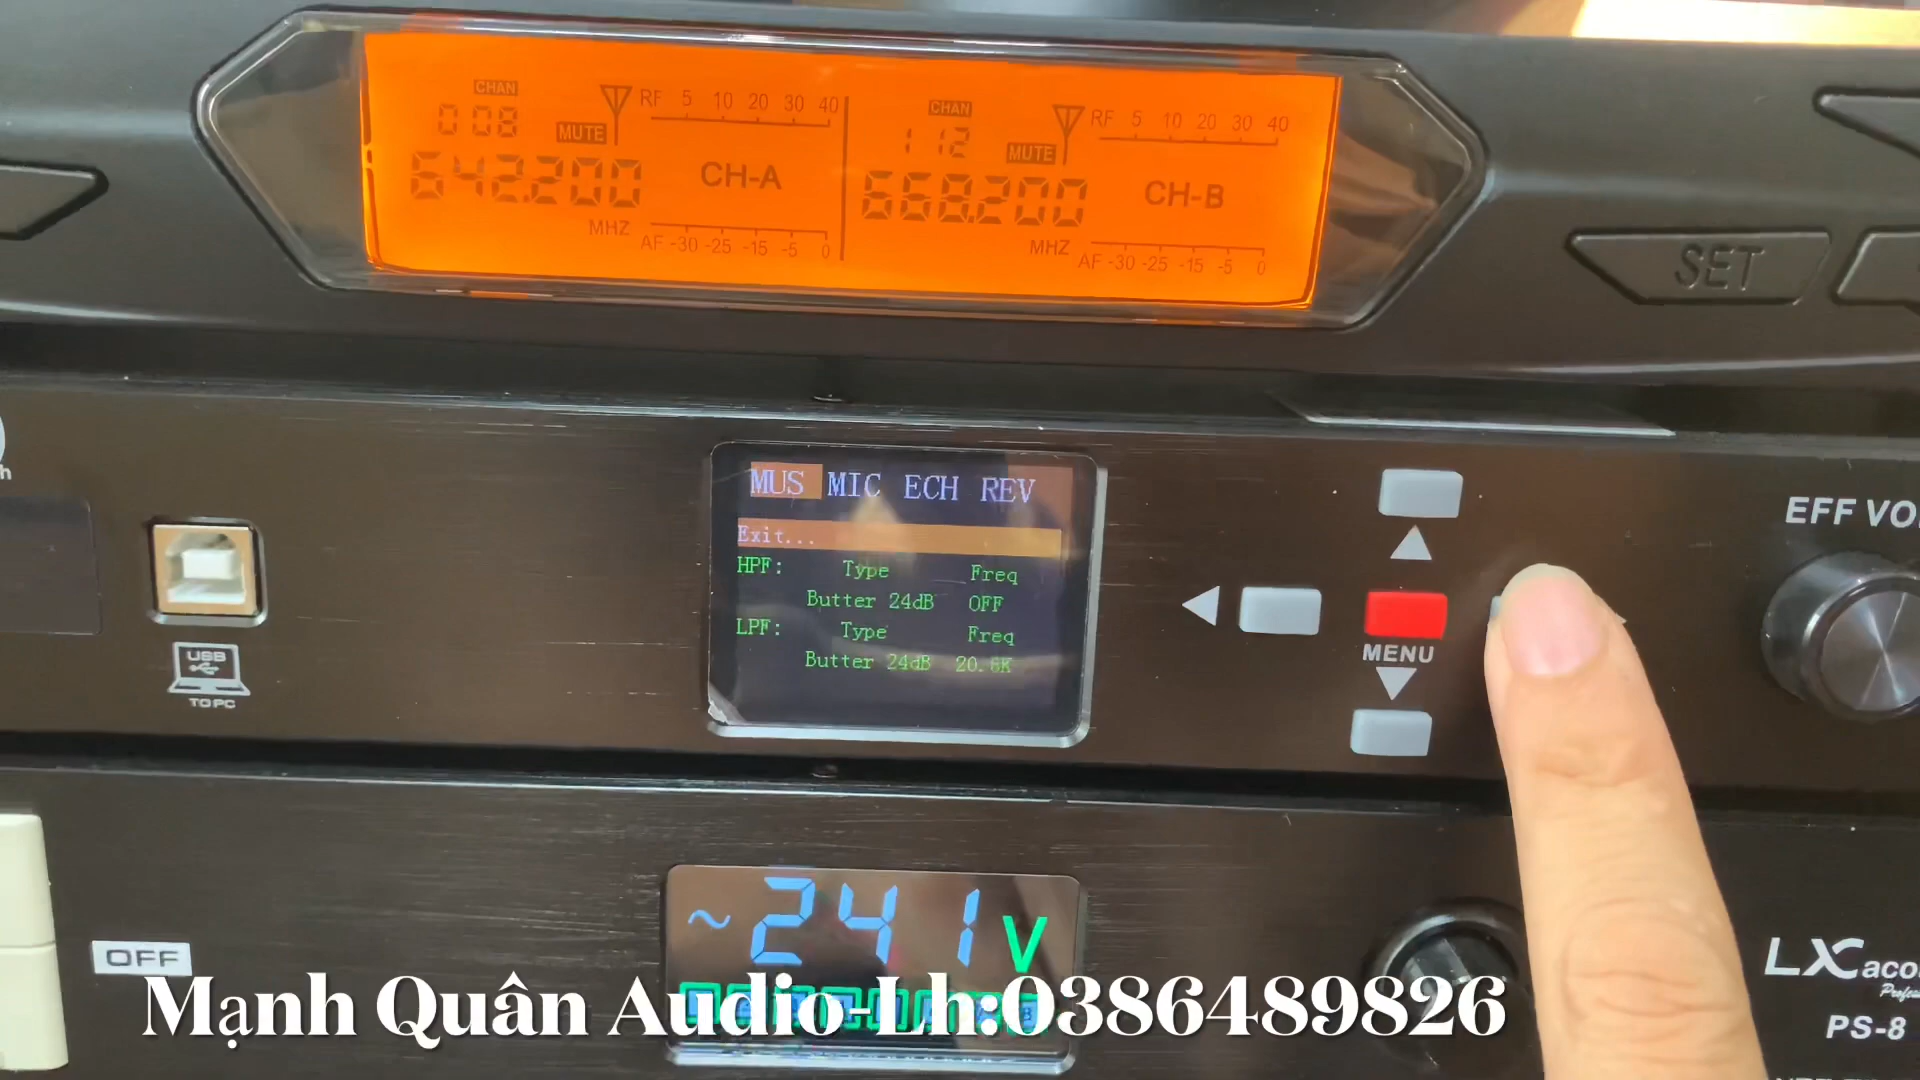 CHAN
008
MUTE
RF 5 10 20 30 40
642.200
CH-A
MHZ
AF -30 -25 -15 -5 0
CHAN
112
MUTE
RF 5 10 20 30 40
668.200
CH-B
MHZ
AF -30 -25 -15 -5 0
SET
USB
TO PC
MUS MIC ECH REV
Exit...
HPF: Type Freq
Butter 24dB OFF
LPF: Type Freq
Butter 24dB 20.6K
MENU
EFF VO
~241V
OFF
LX
PS-8
Mạnh Quân Audio-Lh:0386489826